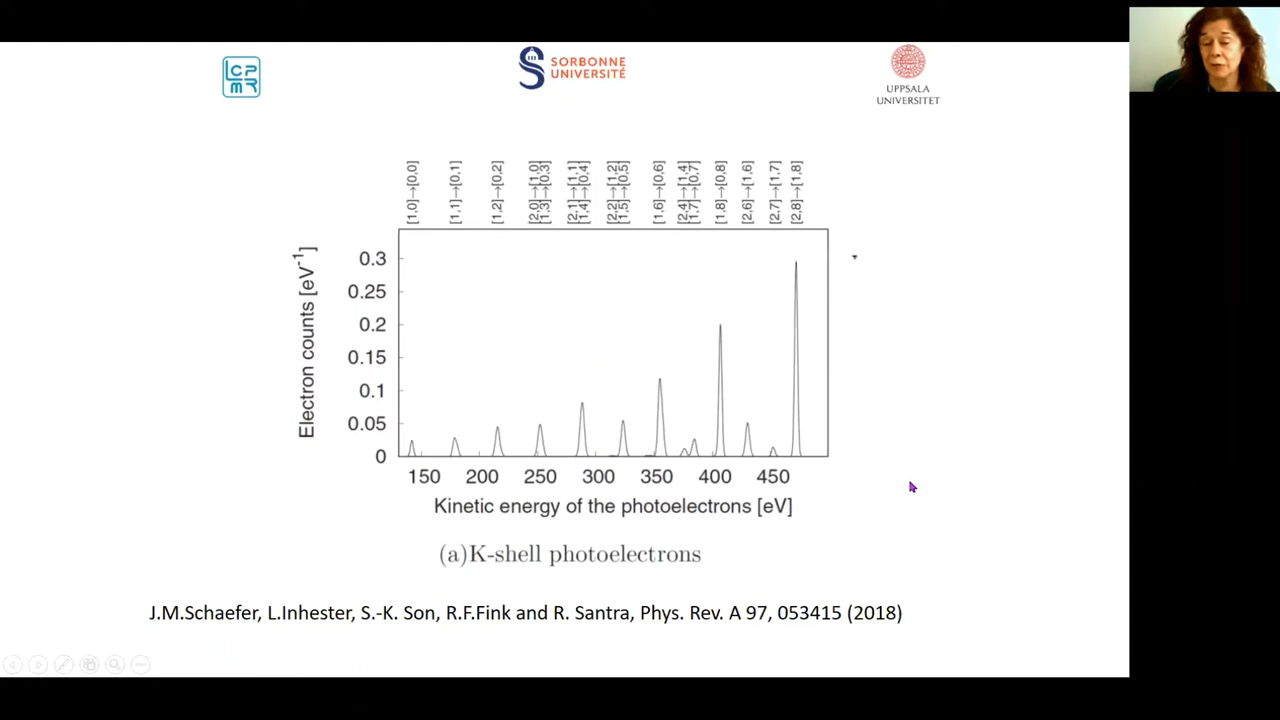 LCPMR
SORBONNE
UNIVERSITÉ
UPPSALA
UNIVERSITET
[1,0]→[0,0]
[1,1]→[0,1]
[1,2]→[0,2]
[2,0]→[1,0]
[1,3]→[0,3]
[2,1]→[1,1]
[1,4]→[0,4]
[2,2]→[1,2]
[1,5]→[0,5]
[1,6]→[0,6]
[2,4]→[1,4]
[1,7]→[0,7]
[1,8]→[0,8]
[2,6]→[1,6]
[2,7]→[1,7]
[2,8]→[1,8]
Electron counts [eV⁻¹]
0.3
0.25
0.2
0.15
0.1
0.05
0
150 200 250 300 350 400 450
Kinetic energy of the photoelectrons [eV]
(a)K-shell photoelectrons
J.M.Schaefer, L.Inhester, S.-K. Son, R.F.Fink and R. Santra, Phys. Rev. A 97, 053415 (2018)